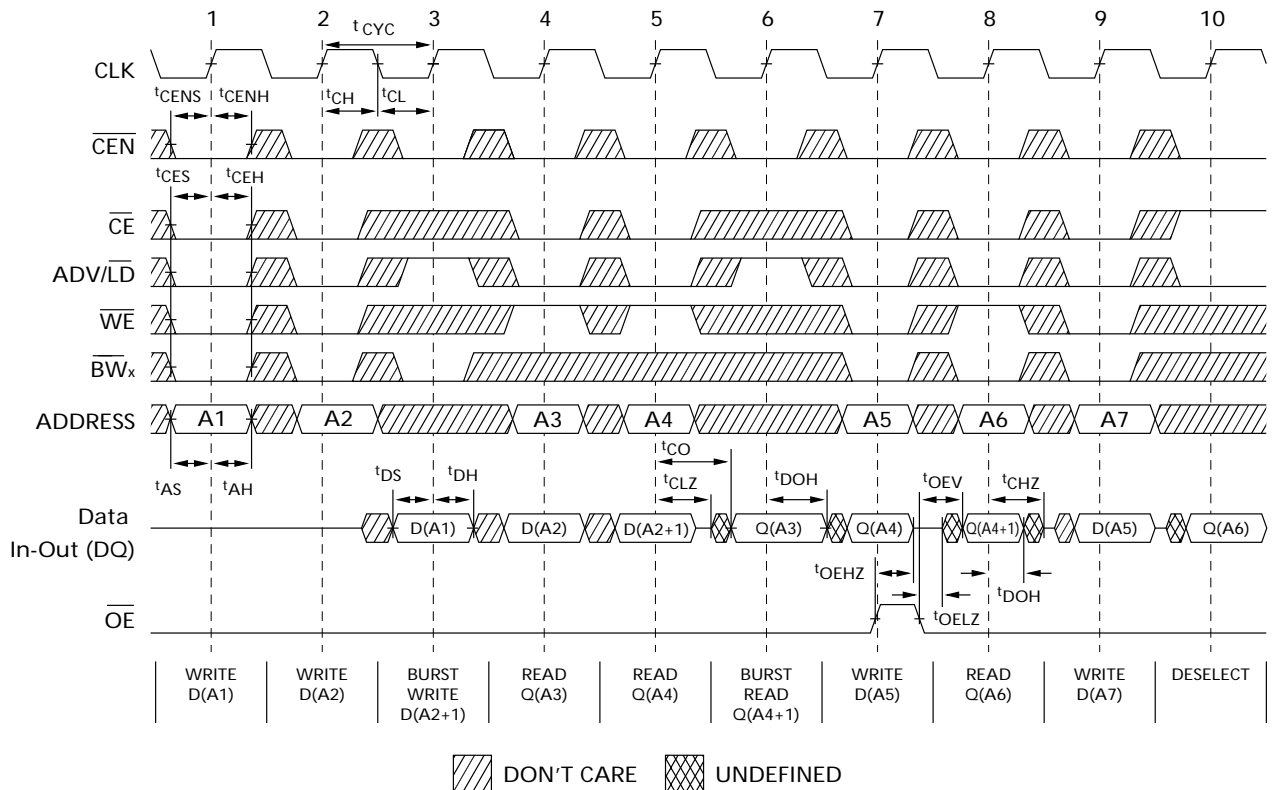 1 2 3 4 5 6 7 8 9 10
tCYC
CLK
tCENS tCENH tCH tCL
CEN
tCES tCEH
CE
ADV/LD
WE
BWx
ADDRESS A1 A2 A3 A4 A5 A6 A7
tAS tAH
tCO
tDS tDH tCLZ tDOH tOEV tCHZ
Data
In-Out (DQ)
D(A1) D(A2) D(A2+1) Q(A3) Q(A4) Q(A4+1) D(A5) Q(A6)
tOEHZ tDOH
tOELZ
OE
WRITE
D(A1)
WRITE
D(A2)
BURST
WRITE
D(A2+1)
READ
Q(A3)
READ
Q(A4)
BURST
READ
Q(A4+1)
WRITE
D(A5)
READ
Q(A6)
WRITE
D(A7)
DESELECT
DON'T CARE
UNDEFINED